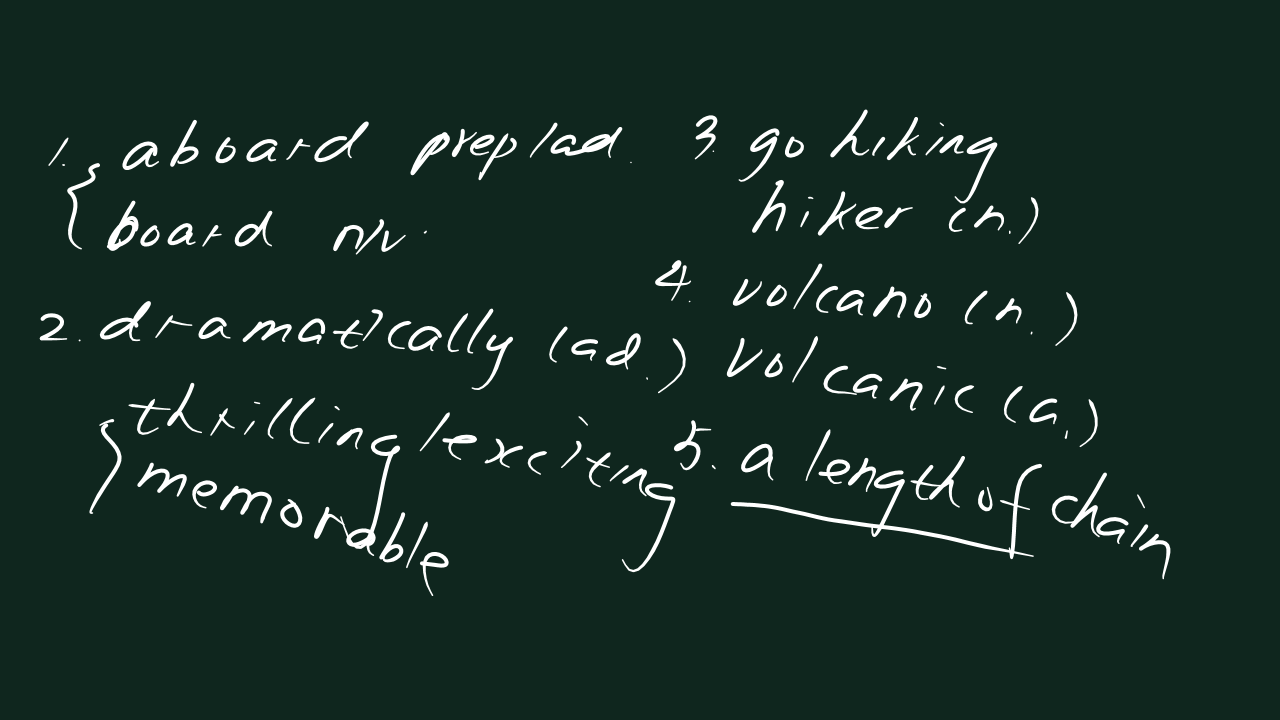 1. aboard prep/ad.
board n/v.
2. dramatically (ad.)
thrilling/exciting
memorable
3. go hiking
hiker (n.)
4. volcano (n.)
volcanic (a.)
5. a length of chain